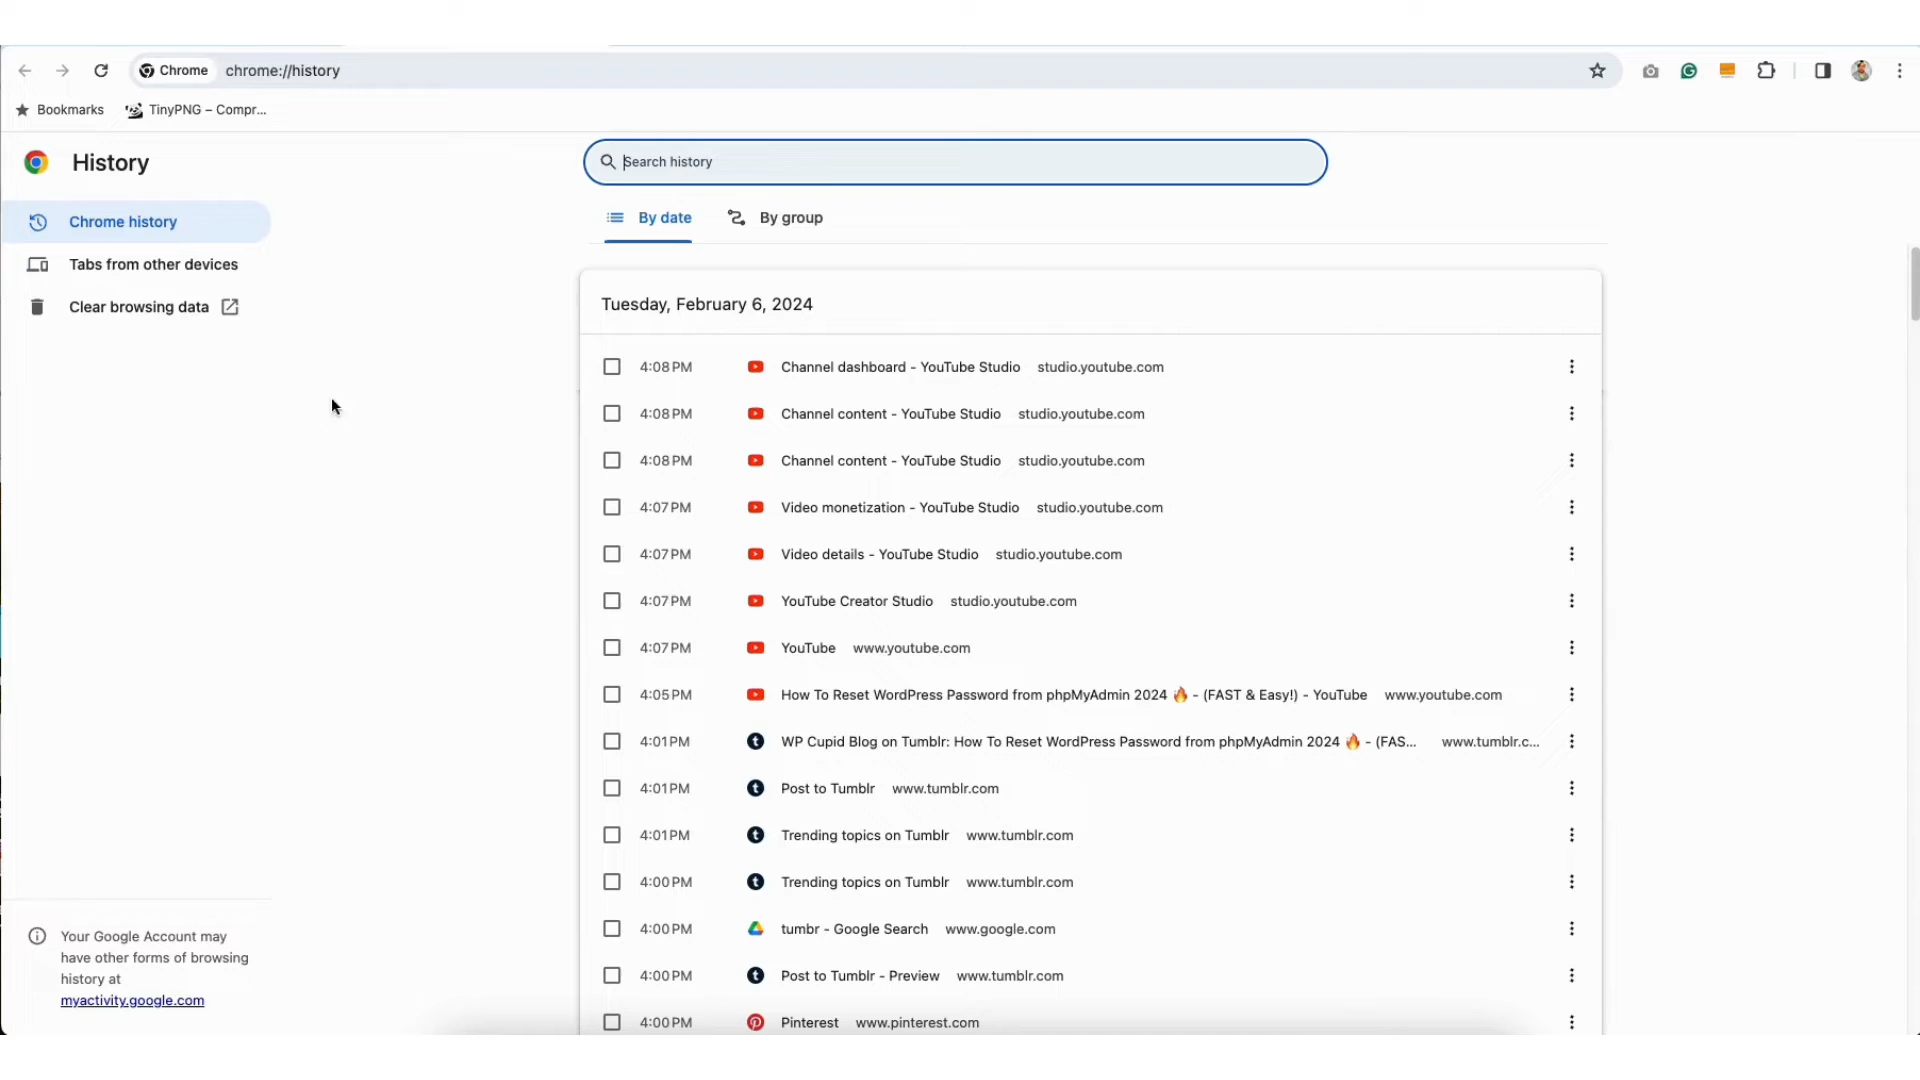 Chrome chrome://history
Bookmarks TinyPNG – Compr...
History
Search history
Chrome history
Tabs from other devices
Clear browsing data
By date By group
Tuesday, February 6, 2024
4:08 PM Channel dashboard - YouTube Studio studio.youtube.com
4:08 PM Channel content - YouTube Studio studio.youtube.com
4:08 PM Channel content - YouTube Studio studio.youtube.com
4:07 PM Video monetization - YouTube Studio studio.youtube.com
4:07 PM Video details - YouTube Studio studio.youtube.com
4:07 PM YouTube Creator Studio studio.youtube.com
4:07 PM YouTube www.youtube.com
4:05 PM How To Reset WordPress Password from phpMyAdmin 2024 🔥 - (FAST & Easy!) - YouTube www.youtube.com
4:01 PM WP Cupid Blog on Tumblr: How To Reset WordPress Password from phpMyAdmin 2024 🔥 - (FAS... www.tumblr.c...
4:01 PM Post to Tumblr www.tumblr.com
4:01 PM Trending topics on Tumblr www.tumblr.com
4:00 PM Trending topics on Tumblr www.tumblr.com
4:00 PM tumbr - Google Search www.google.com
4:00 PM Post to Tumblr - Preview www.tumblr.com
4:00 PM Pinterest www.pinterest.com
Your Google Account may
have other forms of browsing
history at
myactivity.google.com